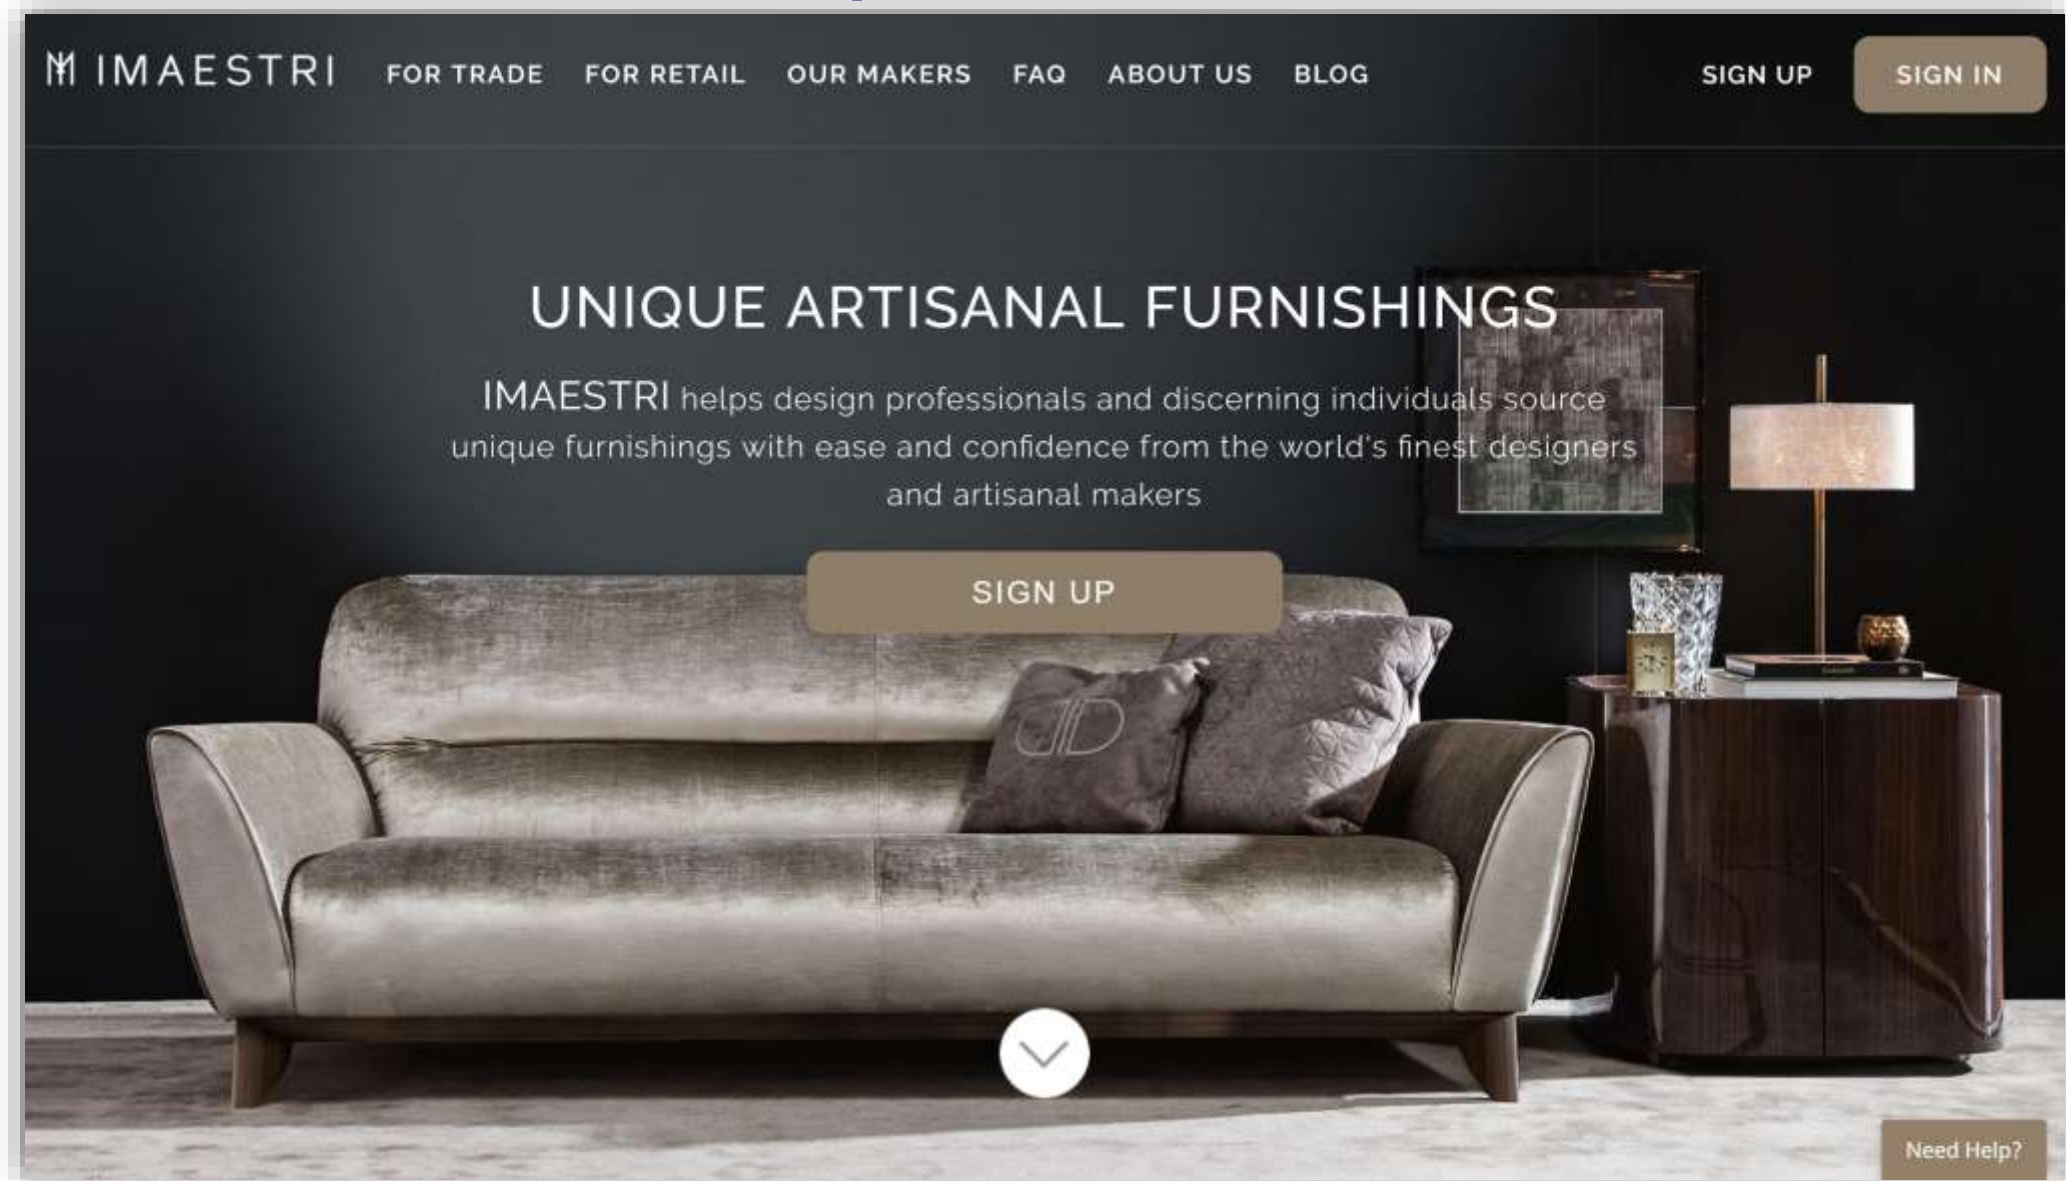 IMAESTRI
FOR TRADE
FOR RETAIL
OUR MAKERS
FAQ
ABOUT US
BLOG
SIGN UP
SIGN IN
UNIQUE ARTISANAL FURNISHINGS
IMAESTRI helps design professionals and discerning individuals source
unique furnishings with ease and confidence from the world's finest designers
and artisanal makers
SIGN UP
Need Help?